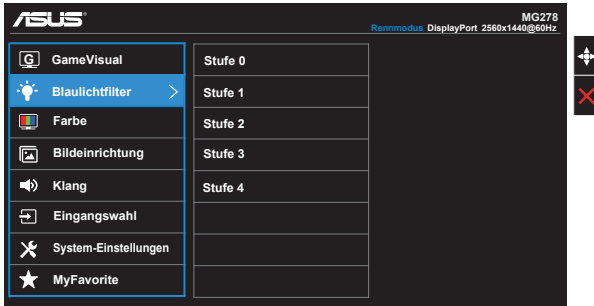 ASUS
MG278
Rennmodus DisplayPort 2560x1440@60Hz
G GameVisual
Blaulichtfilter
Farbe
Bildeinrichtung
Klang
Eingangswahl
System-Einstellungen
MyFavorite
Stufe 0
Stufe 1
Stufe 2
Stufe 3
Stufe 4